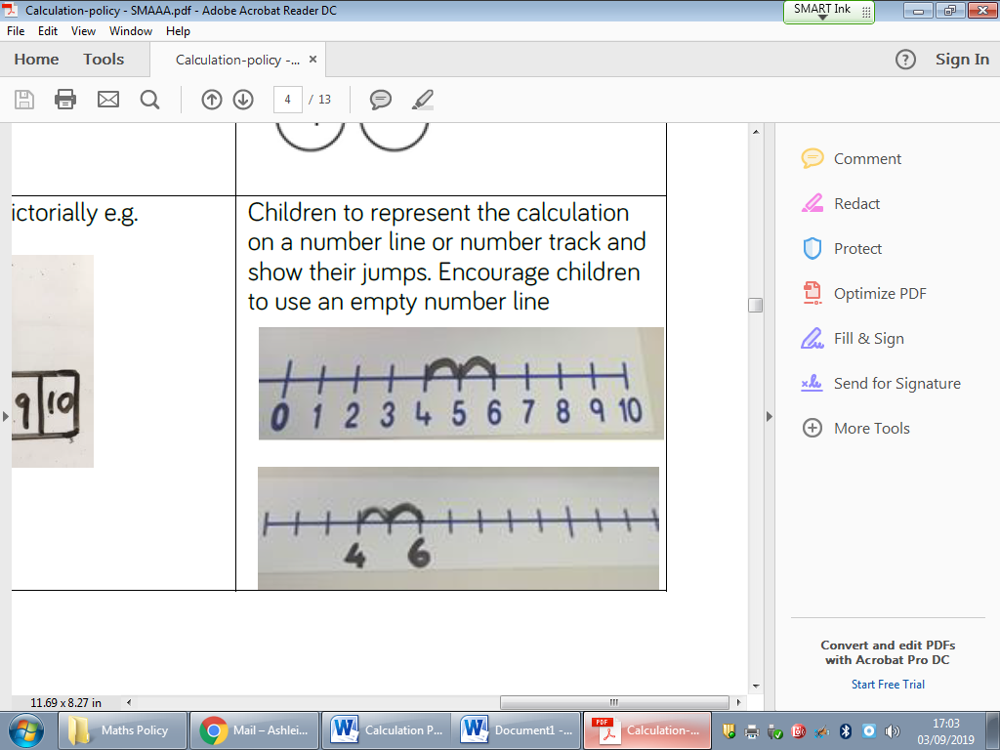 Calculation-policy - SMAAA.pdf - Adobe Acrobat Reader DC
SMART Ink
File Edit View Window Help
Home Tools Calculation-policy -... × Sign In
4 / 13
ictorially e.g.
9 10
Children to represent the calculation
on a number line or number track and
show their jumps. Encourage children
to use an empty number line
0 1 2 3 4 5 6 7 8 9 10
4 6
Comment
Redact
Protect
Optimize PDF
Fill & Sign
Send for Signature
More Tools
Convert and edit PDFs
with Acrobat Pro DC
Start Free Trial
11.69 x 8.27 in
Maths Policy Mail – Ashlei... Calculation P... Document1 -... PDF Calculation-...
17:03
03/09/2019